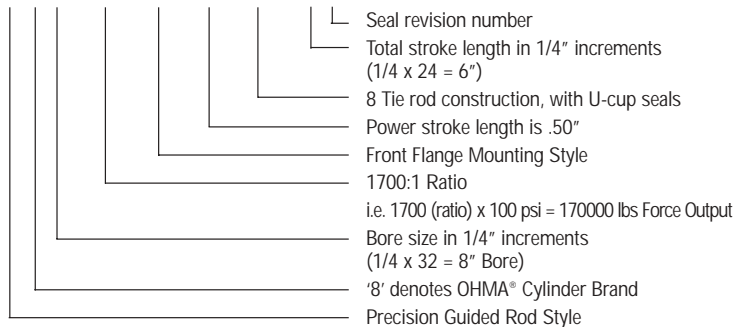 Seal revision number
Total stroke length in 1/4″ increments
(1/4 x 24 = 6″)
8 Tie rod construction, with U-cup seals
Power stroke length is .50″
Front Flange Mounting Style
1700:1 Ratio
i.e. 1700 (ratio) x 100 psi = 170000 lbs Force Output
Bore size in 1/4″ increments
(1/4 x 32 = 8″ Bore)
‘8’ denotes OHMA® Cylinder Brand
Precision Guided Rod Style